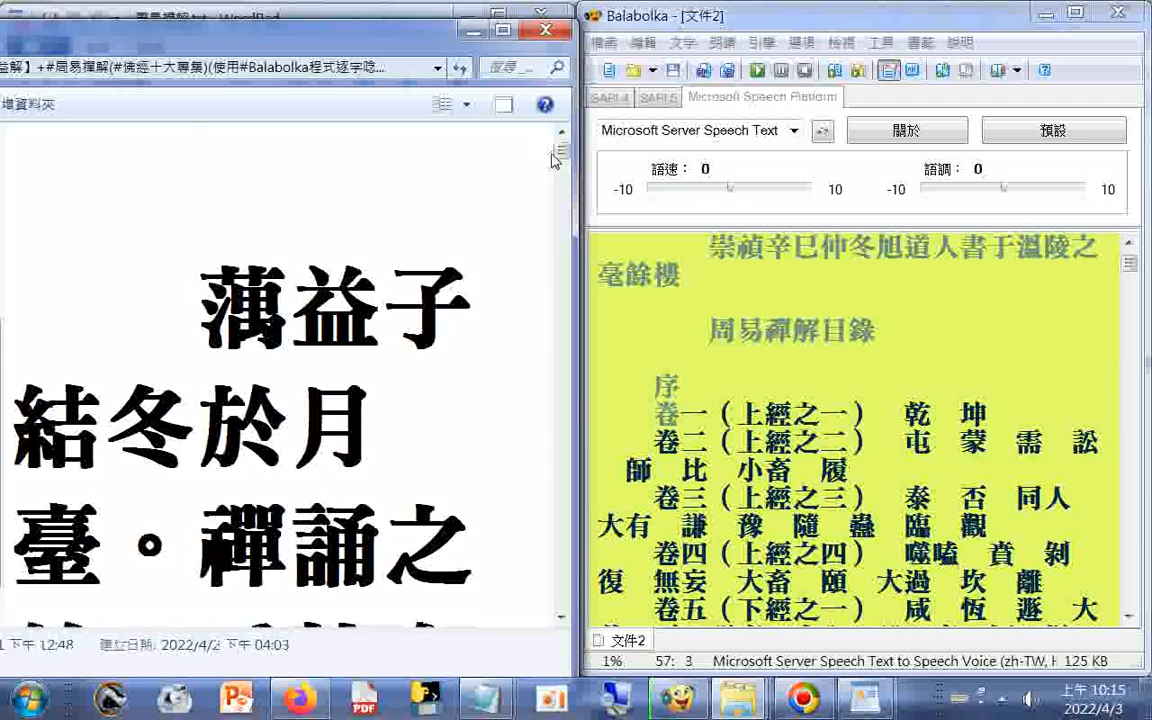 益解】+#周易禪解(#佛經十大專集)(使用#Balabolka程式逐字唸...
搜尋 ...
增資料夾
蕅益子
結冬於月
臺。禪誦之
下午 12:48
建立日期: 2022/4/2 下午 04:03
Balabolka - [文件2]
檔案 編輯 文字 朗讀 引擎 選項 檢視 工具 書籤 說明
SAPI 4 SAPI 5 Microsoft Speech Platform
Microsoft Server Speech Text
關於
預設
語速: 0
語調: 0
-10 10 -10 10
崇禎辛巳仲冬旭道人書于溫陵之
毫餘樓
周易禪解目錄
序
卷一（上經之一） 乾 坤
卷二（上經之二） 屯 蒙 需 訟
師 比 小畜 履
卷三（上經之三） 泰 否 同人
大有 謙 豫 隨 蠱 臨 觀
卷四（上經之四） 噬嗑 賁 剝
復 無妄 大畜 頤 大過 坎 離
卷五（下經之一） 咸 恆 遯 大
文件2
1% 57: 3 Microsoft Server Speech Text to Speech Voice (zh-TW, H 125 KB
PDF
上午 10:15
2022/4/3